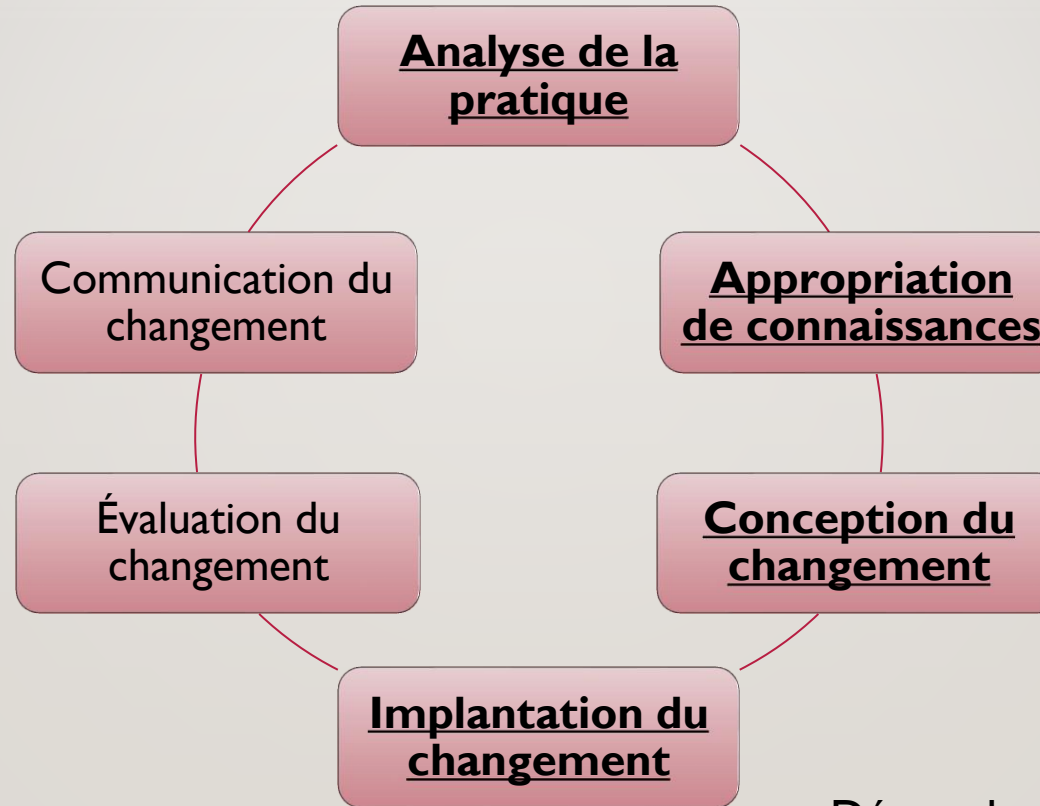 Analyse de la
pratique
Appropriation
de connaissances
Conception du
changement
Implantation du
changement
Évaluation du
changement
Communication du
changement